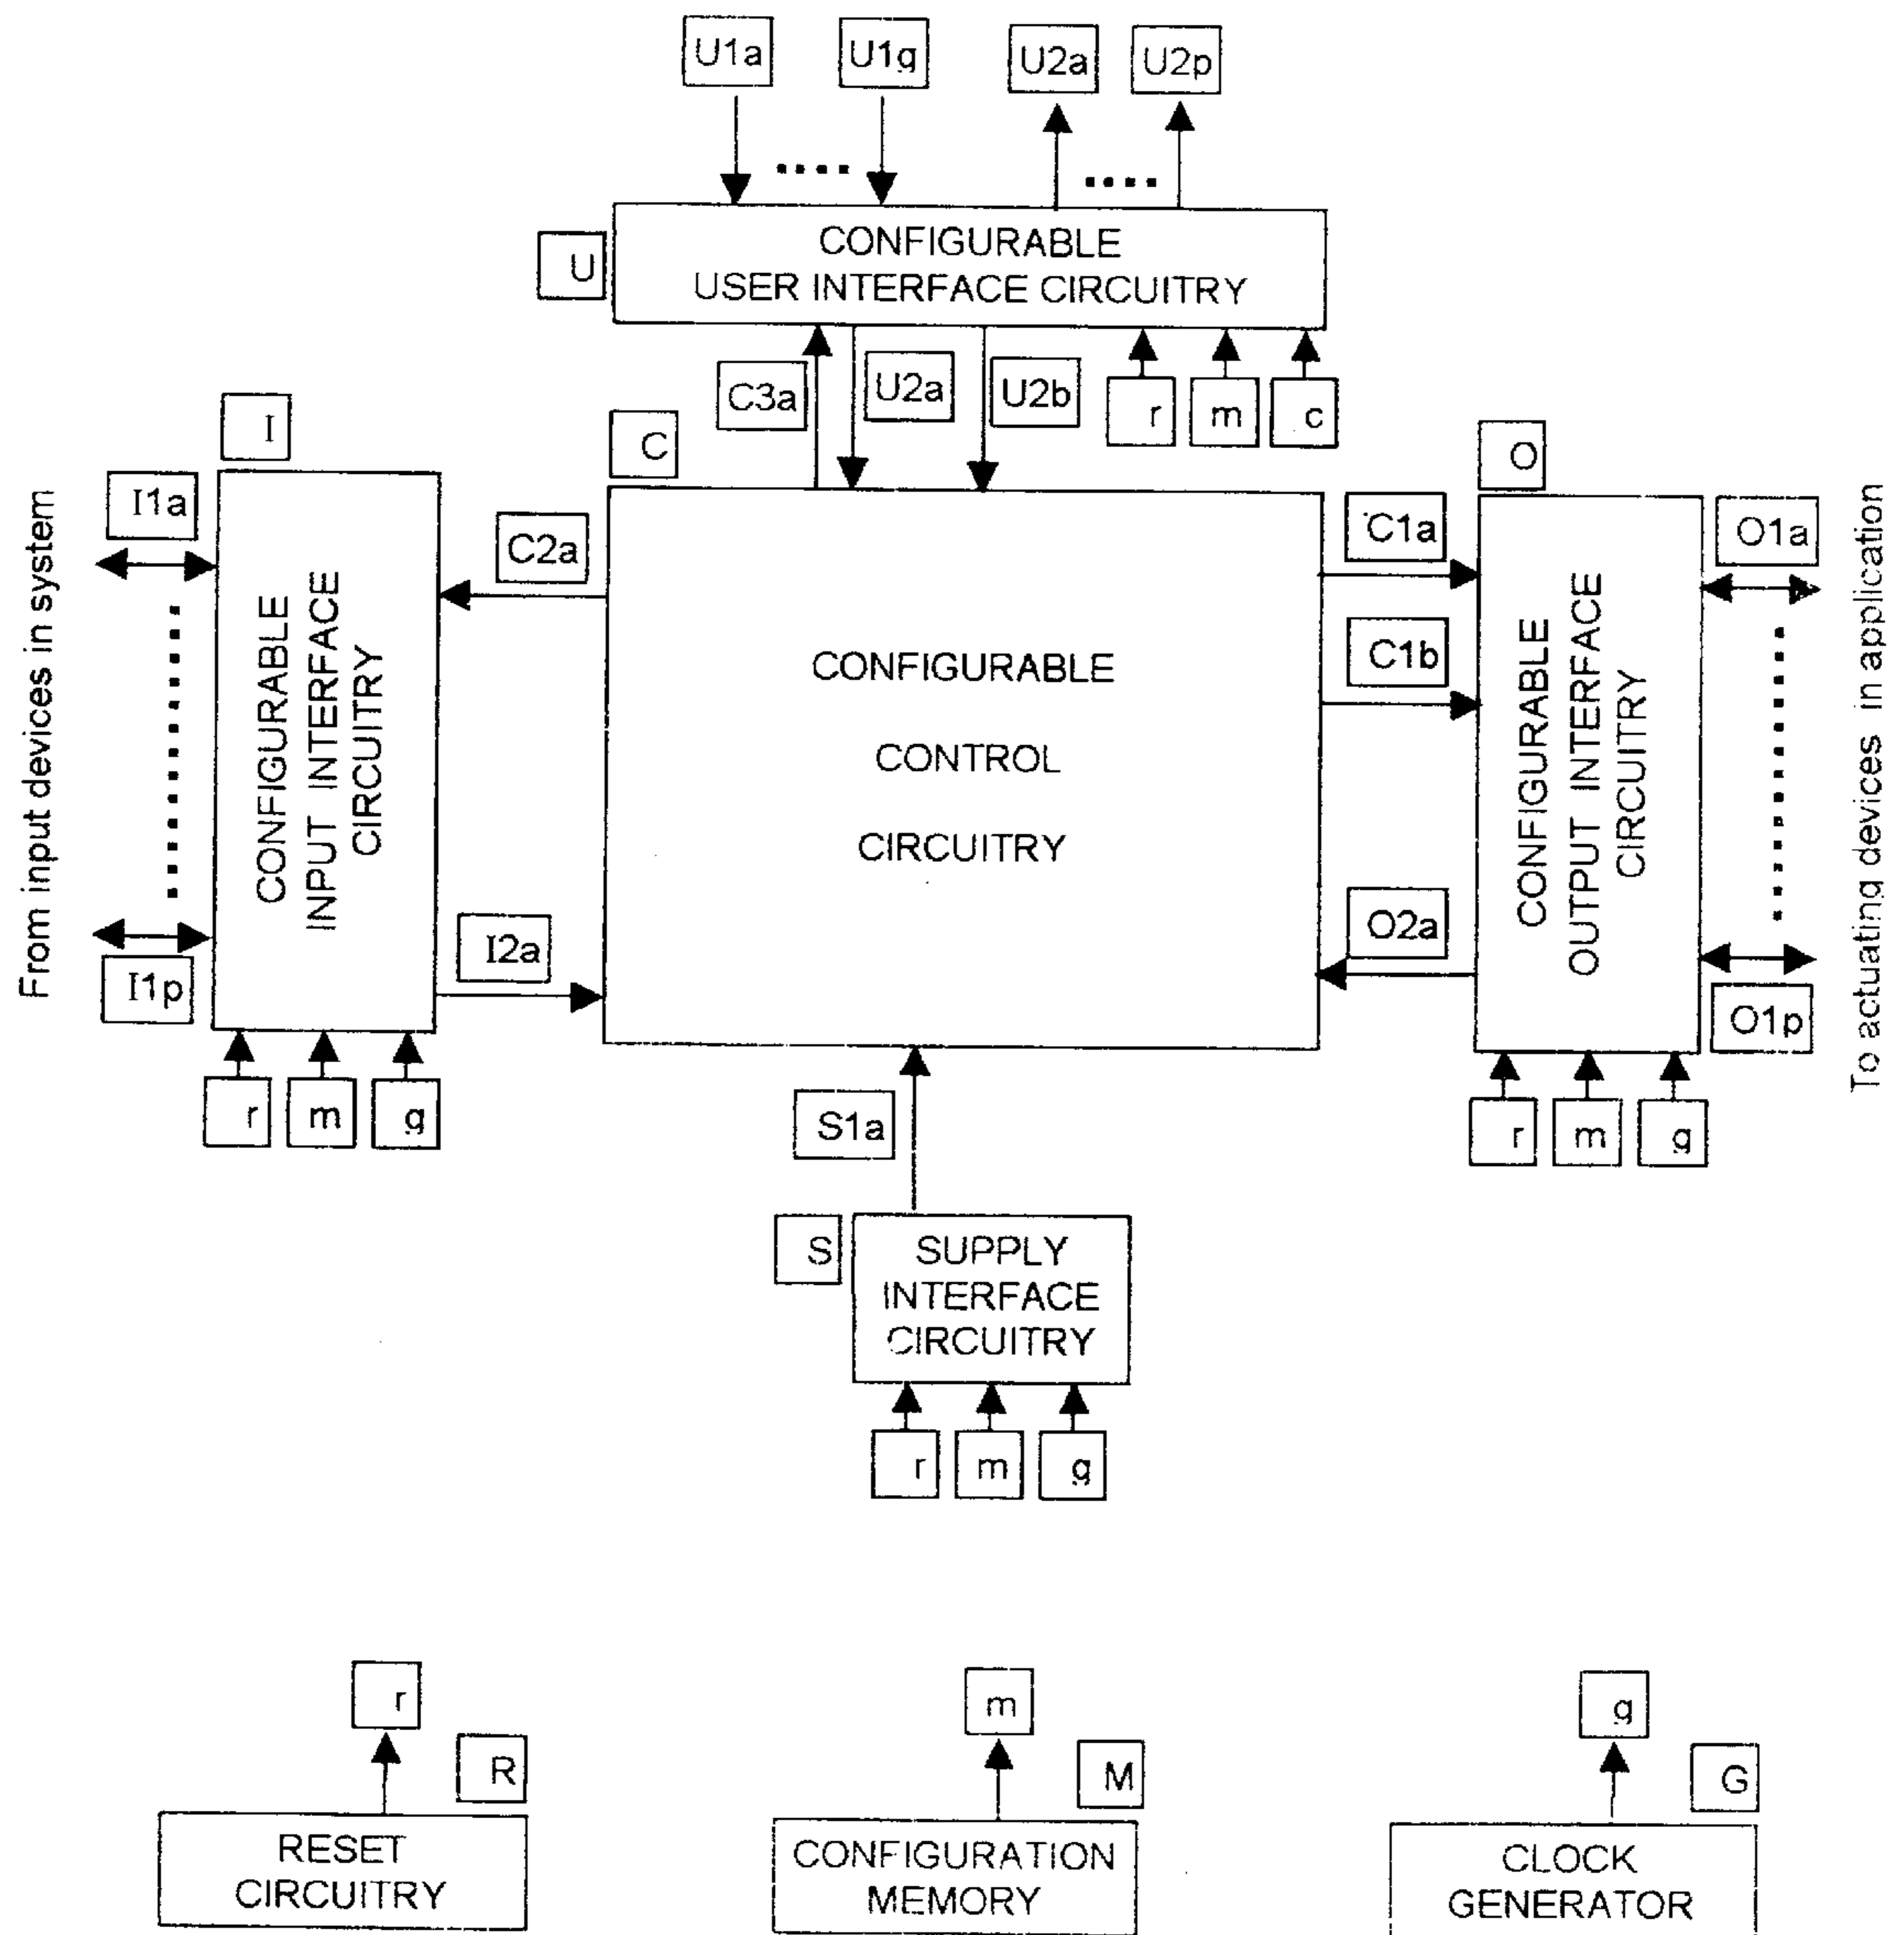 U1a
U1g
U2a
U2p
U
CONFIGURABLE
USER INTERFACE CIRCUITRY
C3a
U2a
U2b
r
m
c
I
C
O
I1a
C2a
C1a
O1a
From input devices in system
CONFIGURABLE
INPUT INTERFACE
CIRCUITRY
CONFIGURABLE
CONTROL
CIRCUITRY
C1b
CONFIGURABLE
OUTPUT INTERFACE
CIRCUITRY
To actuating devices in application
I1p
I2a
O2a
O1p
r
m
g
S1a
r
m
g
S
SUPPLY
INTERFACE
CIRCUITRY
r
m
g
r
R
RESET
CIRCUITRY
m
M
CONFIGURATION
MEMORY
g
G
CLOCK
GENERATOR